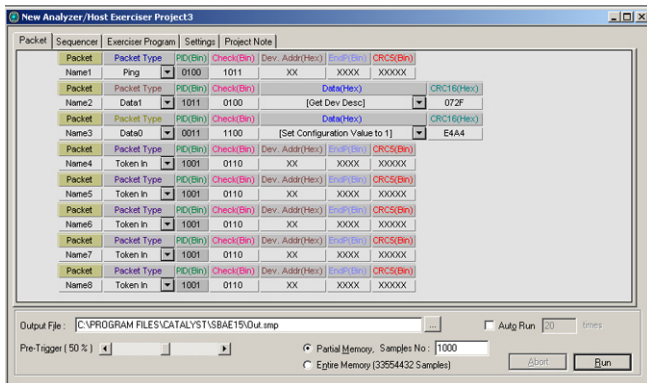 New Analyzer/Host Exerciser Project3
Packet Sequencer Exerciser Program Settings Project Note
Packet Packet Type PID(Bin) Check(Bin) Dev. Addr(Hex) EndP(Bin) CRC5(Bin)
Name1 Ping 0100 1011 XX XXXX XXXXX
Packet Packet Type PID(Bin) Check(Bin) Data(Hex) CRC16(Hex)
Name2 Data1 1011 0100 [Get Dev Desc] 072F
Packet Packet Type PID(Bin) Check(Bin) Data(Hex) CRC16(Hex)
Name3 Data0 0011 1100 [Set Configuration Value to 1] E4A4
Packet Packet Type PID(Bin) Check(Bin) Dev. Addr(Hex) EndP(Bin) CRC5(Bin)
Name4 Token In 1001 0110 XX XXXX XXXXX
Packet Packet Type PID(Bin) Check(Bin) Dev. Addr(Hex) EndP(Bin) CRC5(Bin)
Name5 Token In 1001 0110 XX XXXX XXXXX
Packet Packet Type PID(Bin) Check(Bin) Dev. Addr(Hex) EndP(Bin) CRC5(Bin)
Name6 Token In 1001 0110 XX XXXX XXXXX
Packet Packet Type PID(Bin) Check(Bin) Dev. Addr(Hex) EndP(Bin) CRC5(Bin)
Name7 Token In 1001 0110 XX XXXX XXXXX
Packet Packet Type PID(Bin) Check(Bin) Dev. Addr(Hex) EndP(Bin) CRC5(Bin)
Name8 Token In 1001 0110 XX XXXX XXXXX
Output File : C:\PROGRAM FILES\CATALYST\SBAE15\Out.smp ... Auto Run 20 times
Pre-Trigger ( 50 % ) Partial Memory, Samples No : 1000
Entire Memory (33554432 Samples) Abort Run